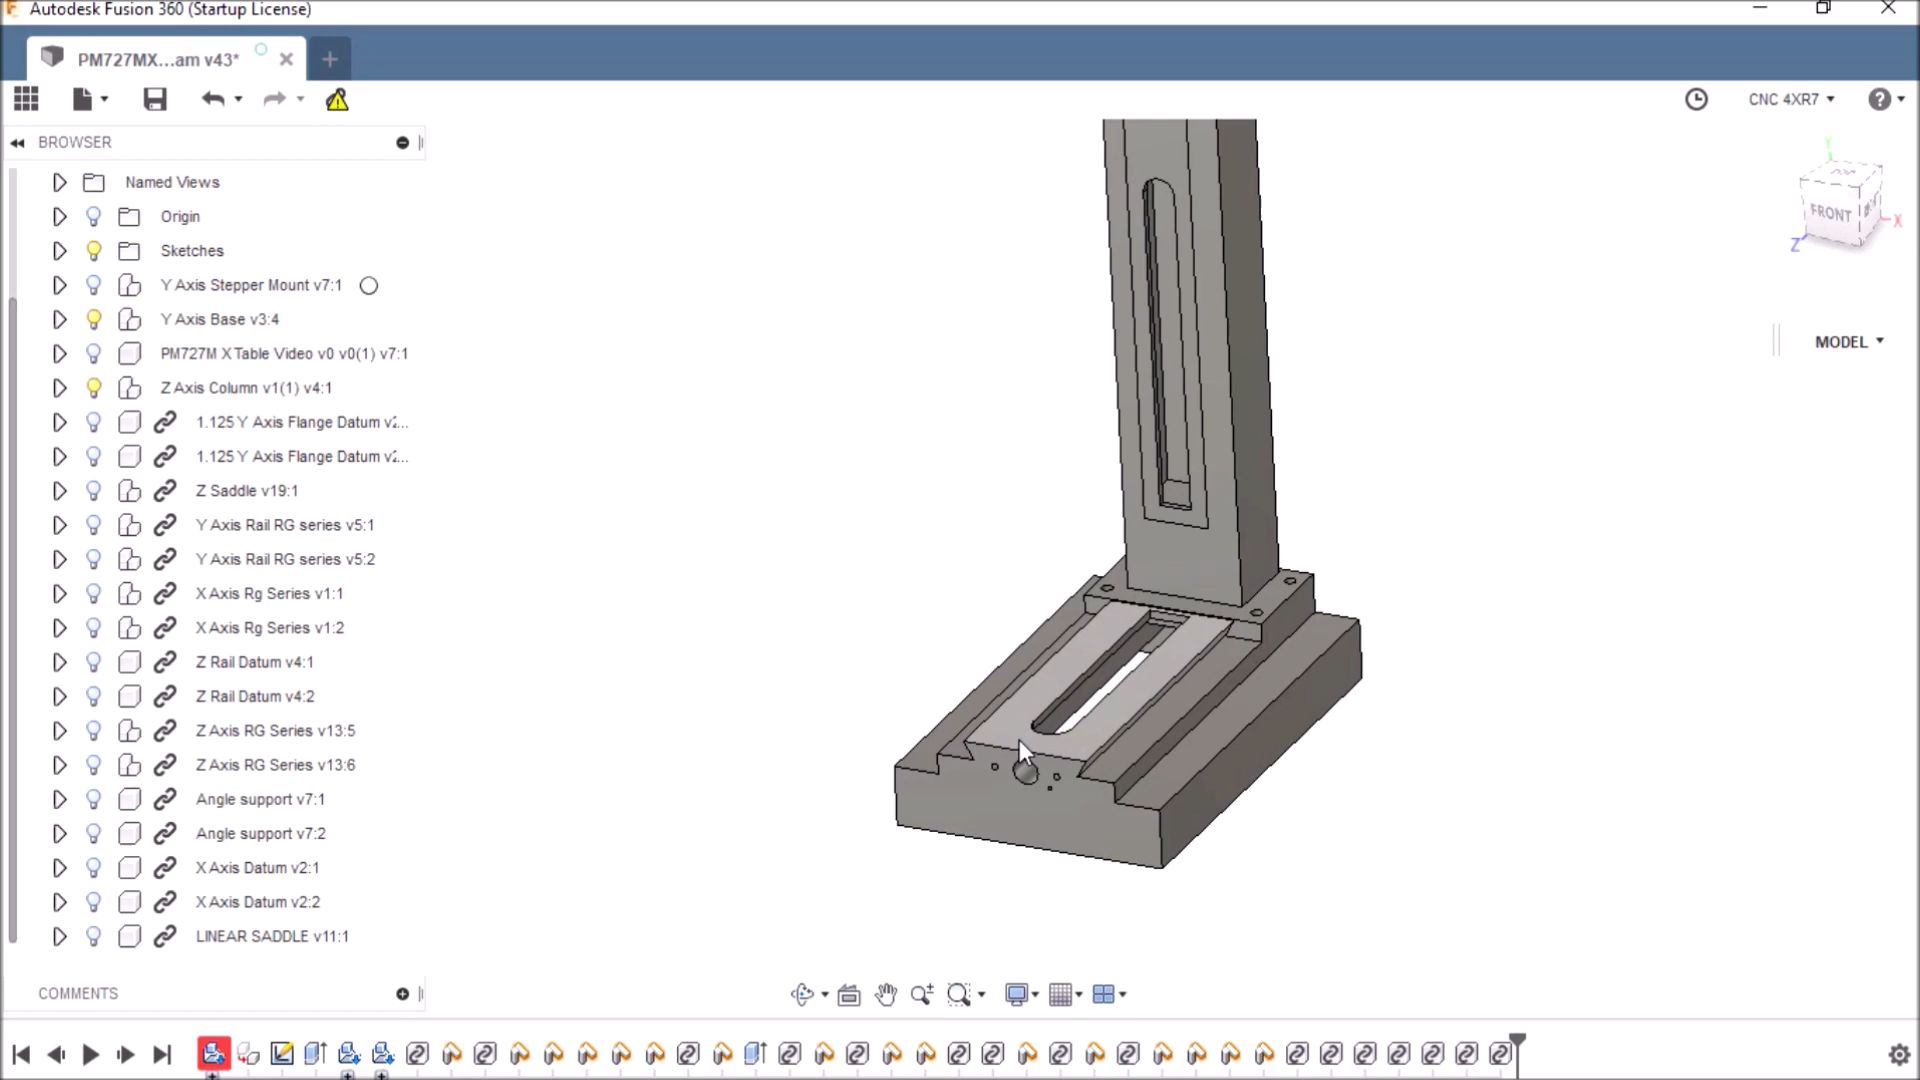 Autodesk Fusion 360 (Startup License)
PM727MX...am v43*
CNC 4XR7
BROWSER
Named Views
Origin
Sketches
Y Axis Stepper Mount v7:1
Y Axis Base v3:4
PM727M X Table Video v0 v0(1) v7:1
Z Axis Column v1(1) v4:1
1.125 Y Axis Flange Datum v2...
1.125 Y Axis Flange Datum v2...
Z Saddle v19:1
Y Axis Rail RG series v5:1
Y Axis Rail RG series v5:2
X Axis Rg Series v1:1
X Axis Rg Series v1:2
Z Rail Datum v4:1
Z Rail Datum v4:2
Z Axis RG Series v13:5
Z Axis RG Series v13:6
Angle support v7:1
Angle support v7:2
X Axis Datum v2:1
X Axis Datum v2:2
LINEAR SADDLE v11:1
COMMENTS
Y
FRONT
X
Z
MODEL